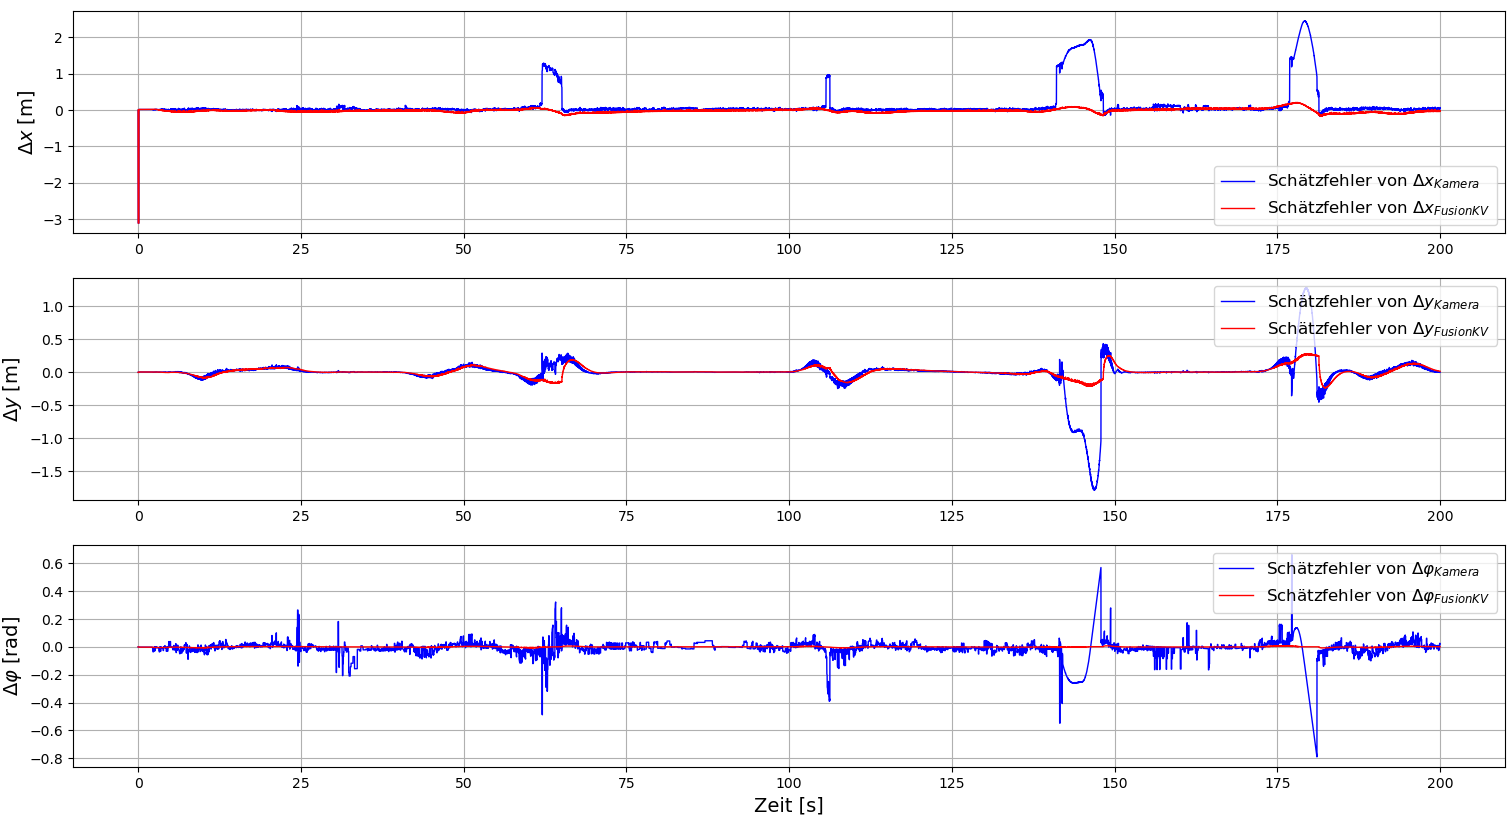 2
1
0
−1
−2
−3
Δx [m]
Schätzfehler von Δx_Kamera
Schätzfehler von Δx_FusionKV
0 25 50 75 100 125 150 175 200
1.0
0.5
0.0
−0.5
−1.0
−1.5
Δy [m]
Schätzfehler von Δy_Kamera
Schätzfehler von Δy_FusionKV
0 25 50 75 100 125 150 175 200
0.6
0.4
0.2
0.0
−0.2
−0.4
−0.6
−0.8
Δφ [rad]
Schätzfehler von Δφ_Kamera
Schätzfehler von Δφ_FusionKV
0 25 50 75 100 125 150 175 200
Zeit [s]